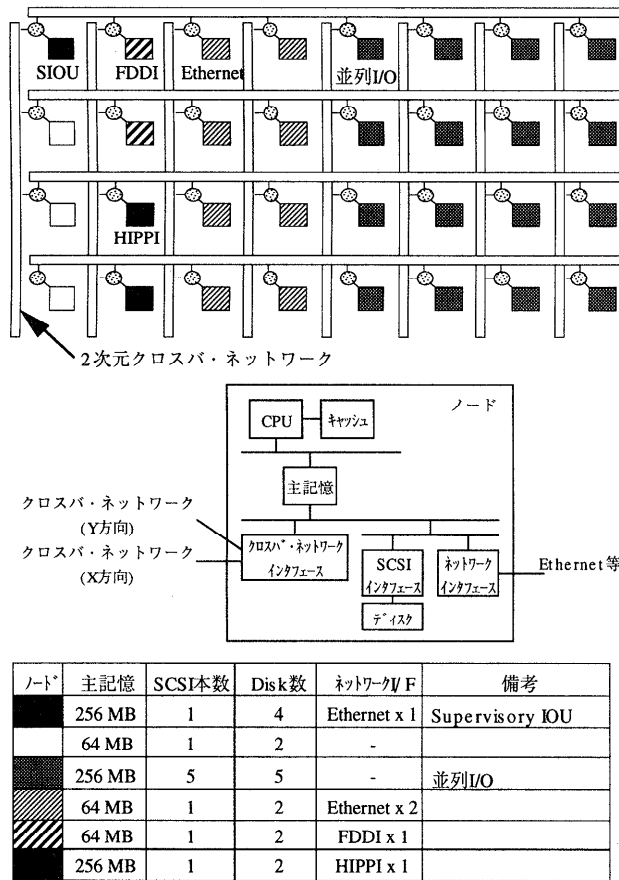 SIOU FDDI Ethernet 並列I/O
HIPPI
2次元クロスバ・ネットワーク
ノード
CPU キャッシュ
主記憶
クロスバ・ネットワーク
(Y方向)
クロスバ・ネットワーク
(X方向)
クロスバ・ネットワーク
インタフェース
SCSI
インタフェース
ネットワーク
インタフェース
Ethernet等
ディスク
ノード 主記憶 SCSI本数 Disk数 ネットワークI/F 備考
256 MB 1 4 Ethernet x 1 Supervisory IOU
64 MB 1 2 -
256 MB 5 5 - 並列I/O
64 MB 1 2 Ethernet x 2
64 MB 1 2 FDDI x 1
256 MB 1 2 HIPPI x 1